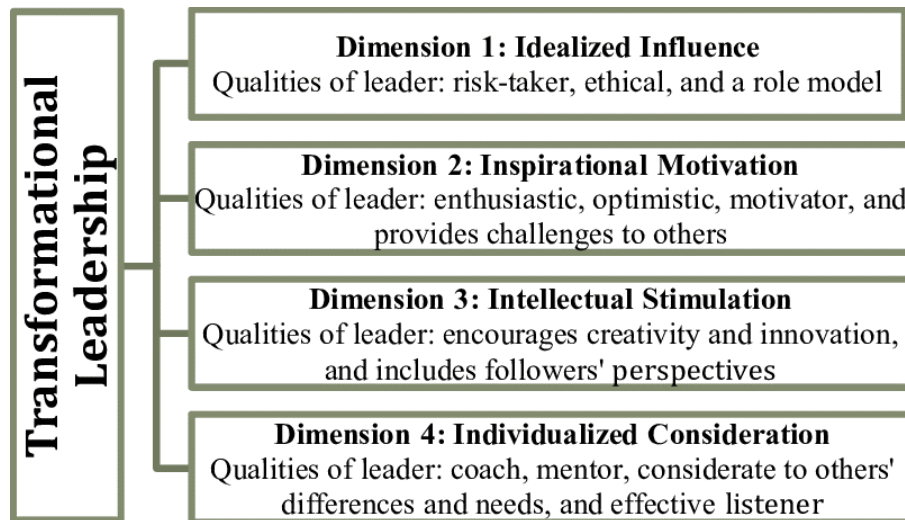 Transformational
Leadership
Dimension 1: Idealized Influence
Qualities of leader: risk-taker, ethical, and a role model
Dimension 2: Inspirational Motivation
Qualities of leader: enthusiastic, optimistic, motivator, and
provides challenges to others
Dimension 3: Intellectual Stimulation
Qualities of leader: encourages creativity and innovation,
and includes followers' perspectives
Dimension 4: Individualized Consideration
Qualities of leader: coach, mentor, considerate to others'
differences and needs, and effective listener